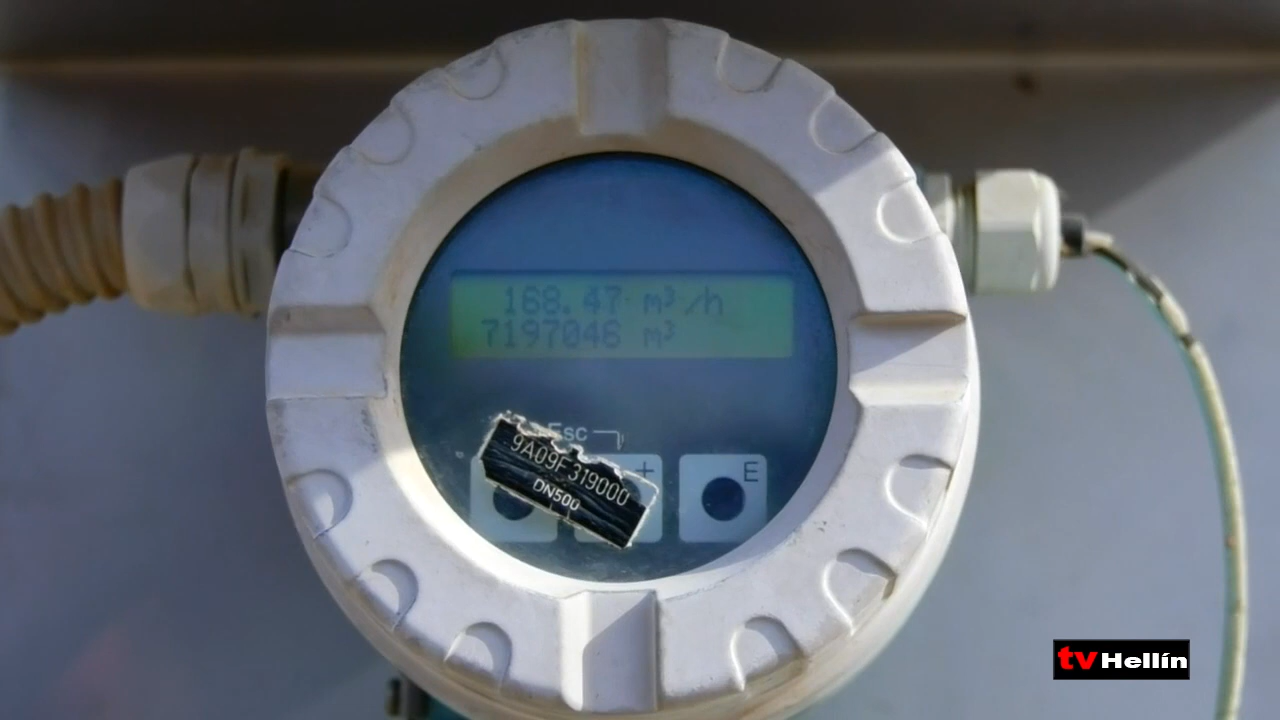 168.47 m³/h
7197046 m³
Esc
+
E
9A09F319000
DN500
tvHellín